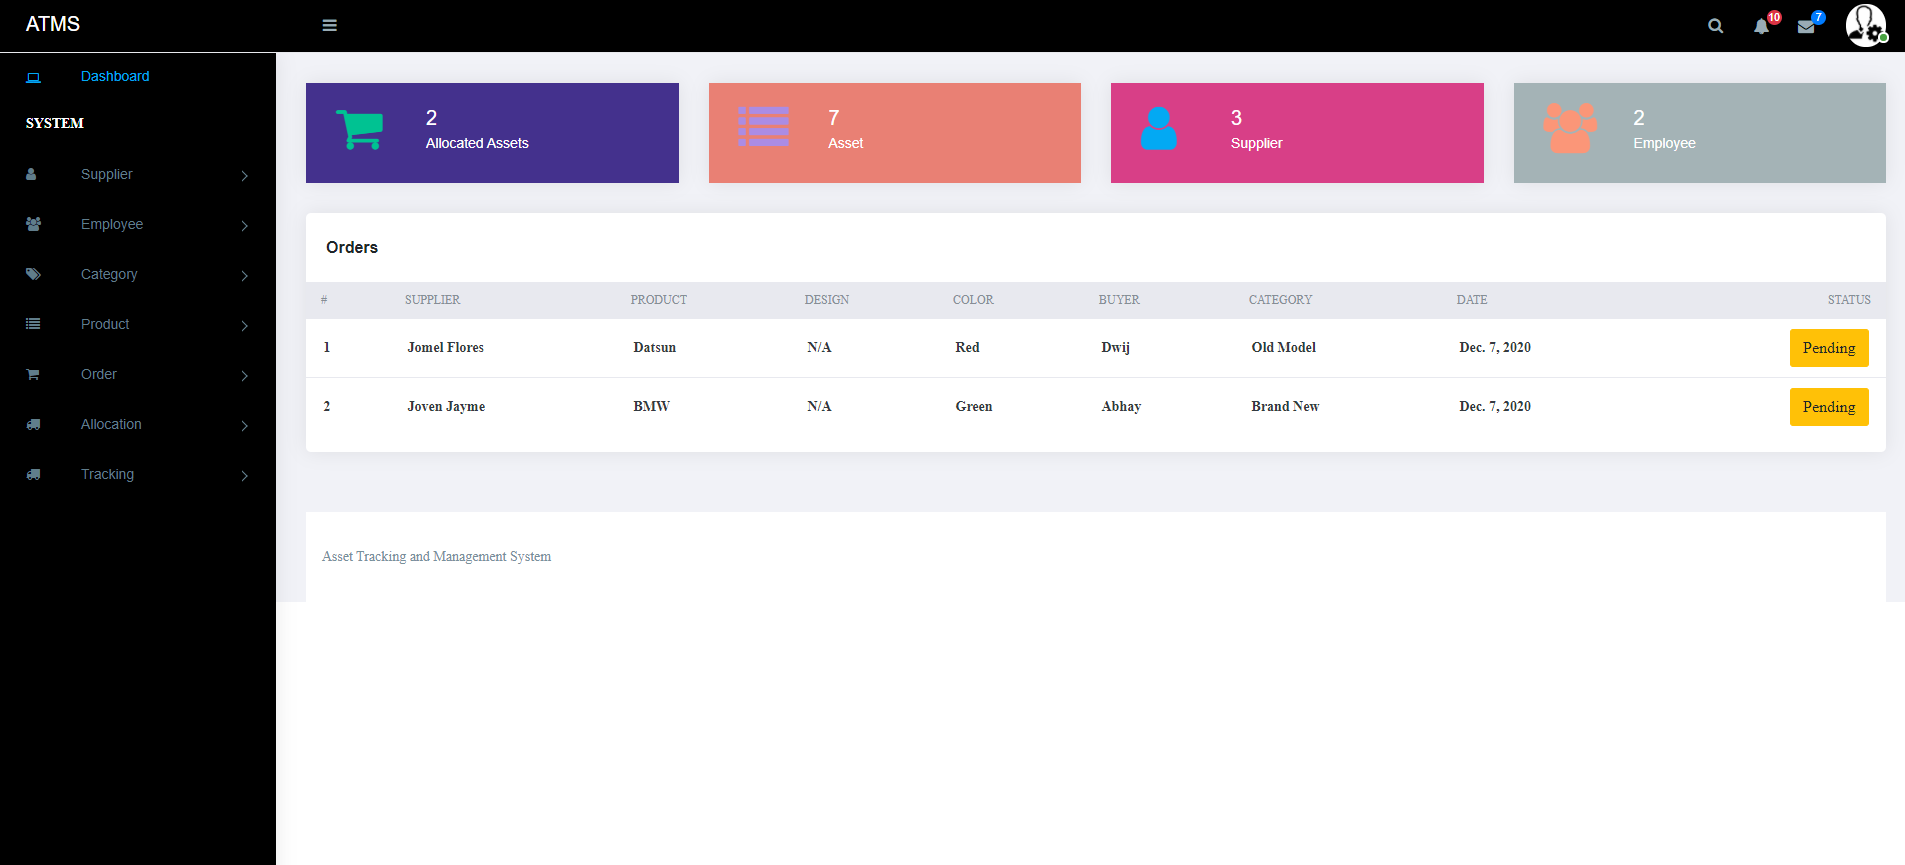 ATMS
10
7
Dashboard
SYSTEM
Supplier
Employee
Category
Product
Order
Allocation
Tracking
2
Allocated Assets
7
Asset
3
Supplier
2
Employee
Orders
# SUPPLIER PRODUCT DESIGN COLOR BUYER CATEGORY DATE STATUS
1 Jomel Flores Datsun N/A Red Dwij Old Model Dec. 7, 2020 Pending
2 Joven Jayme BMW N/A Green Abhay Brand New Dec. 7, 2020 Pending
Asset Tracking and Management System